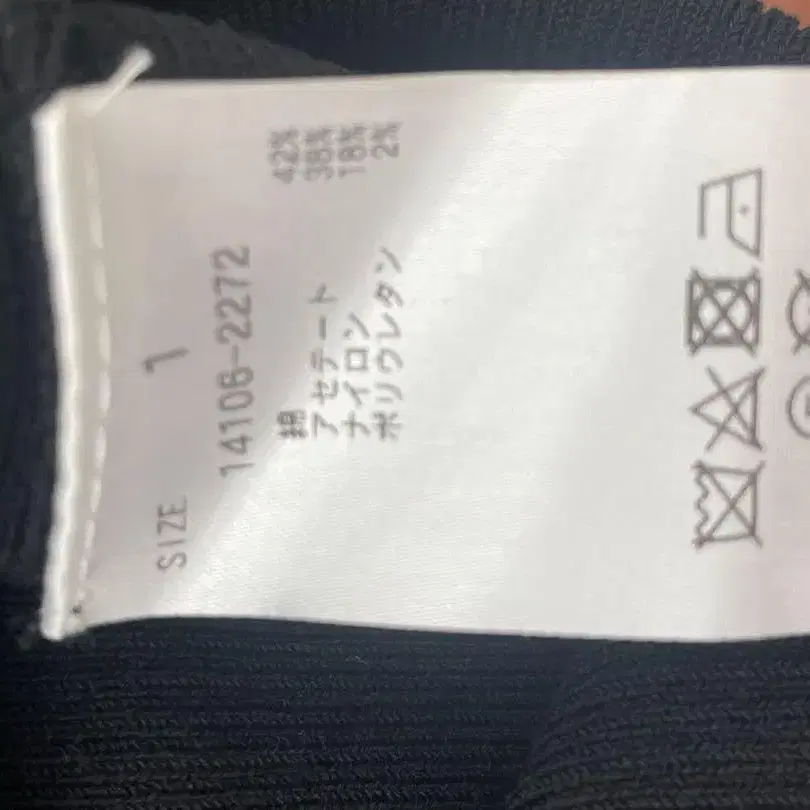 SIZE 1
14106-2272
綿 42%
アセテート 38%
ナイロン 18%
ポリウレタン 2%